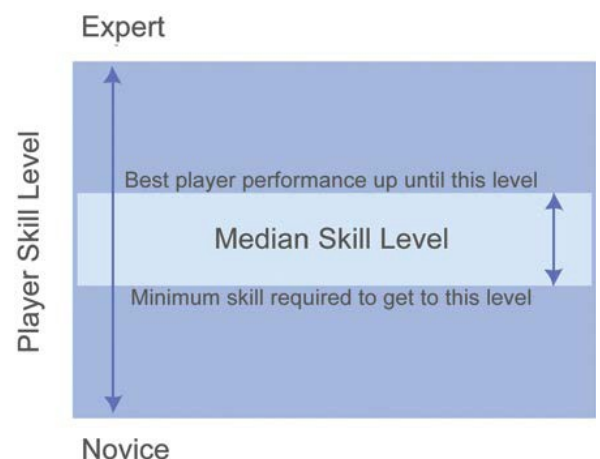 Expert
Player Skill Level
Best player performance up until this level
Median Skill Level
Minimum skill required to get to this level
Novice